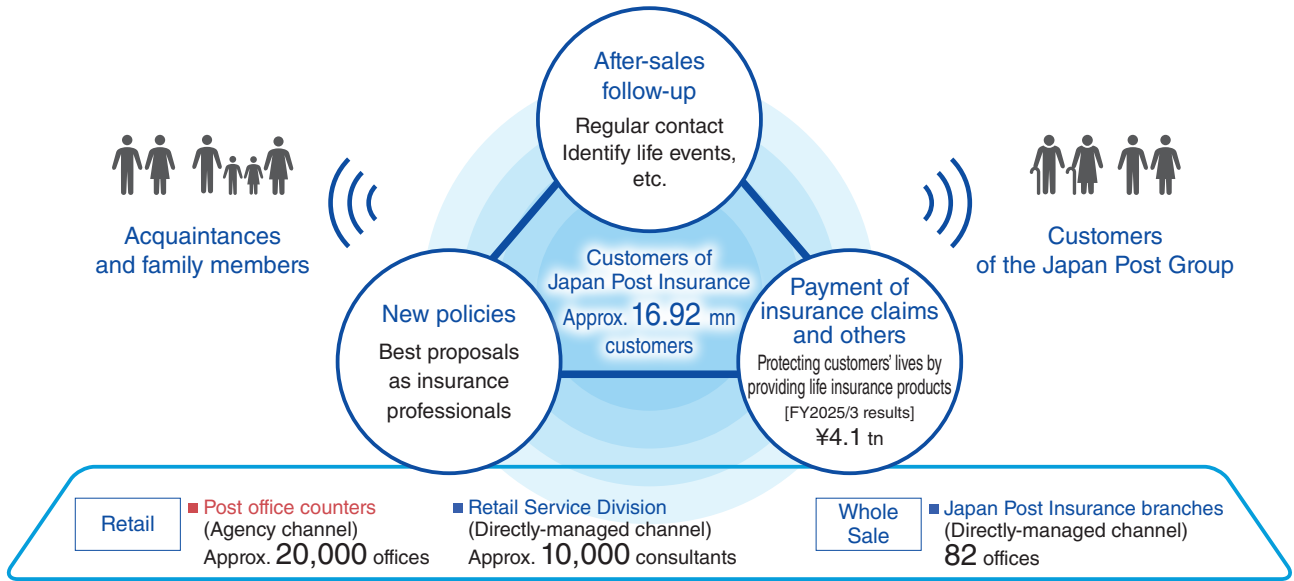 After-sales
follow-up
Regular contact
Identify life events,
etc.
Acquaintances
and family members
Customers
of the Japan Post Group
Customers of
Japan Post Insurance
Approx. 16.92 mn
customers
New policies
Best proposals
as insurance
professionals
Payment of
insurance claims
and others
Protecting customers' lives by
providing life insurance products
[FY2025/3 results]
¥4.1 tn
Retail
Post office counters
(Agency channel)
Approx. 20,000 offices
Retail Service Division
(Directly-managed channel)
Approx. 10,000 consultants
Whole
Sale
Japan Post Insurance branches
(Directly-managed channel)
82 offices